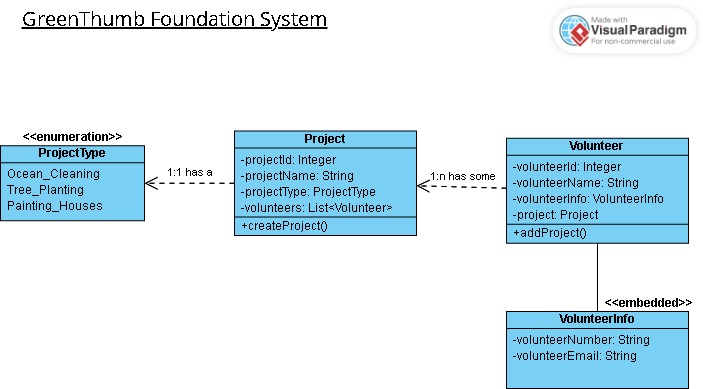 GreenThumb Foundation System
Made with
VisualParadigm
For non-commercial use
<<enumeration>>
ProjectType
Ocean_Cleaning
Tree_Planting
Painting_Houses
1:1 has a
Project
-projectId: Integer
-projectName: String
-projectType: ProjectType
-volunteers: List<Volunteer>
+createProject()
1:n has some
Volunteer
-volunteerId: Integer
-volunteerName: String
-volunteerInfo: VolunteerInfo
-project: Project
+addProject()
<<embedded>>
VolunteerInfo
-volunteerNumber: String
-volunteerEmail: String